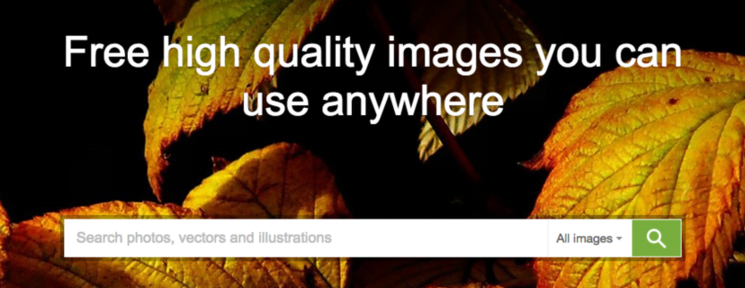 Free high quality images you can
use anywhere
Search photos, vectors and illustrations
All images